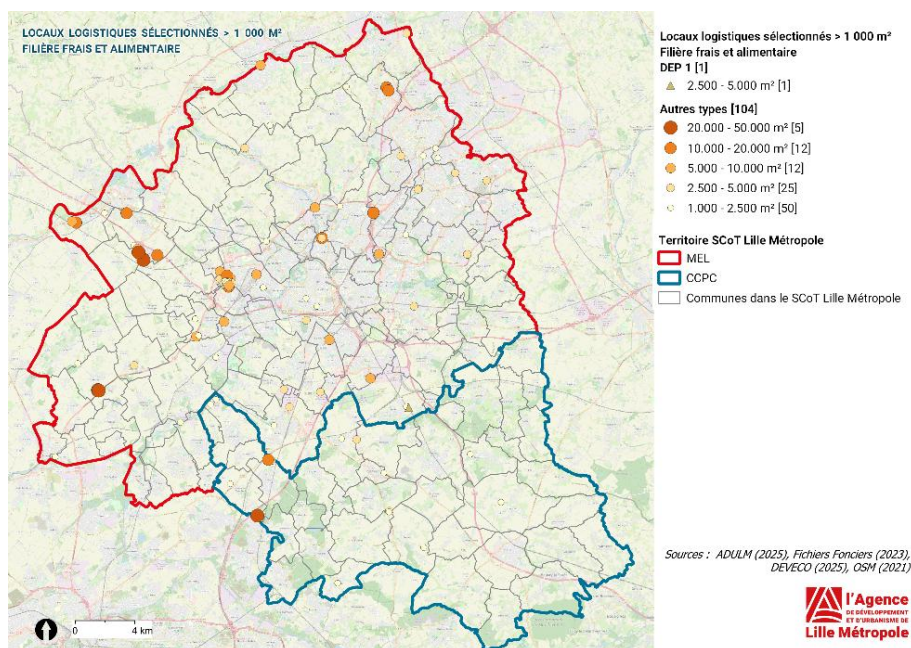 LOCAUX LOGISTIQUES SÉLECTIONNÉS > 1 000 M²
FILIÈRE FRAIS ET ALIMENTAIRE
0 4 km
Locaux logistiques sélectionnés > 1 000 m²
Filière frais et alimentaire
DEP 1 [1]
2.500 - 5.000 m² [1]
Autres types [104]
20.000 - 50.000 m² [5]
10.000 - 20.000 m² [12]
5.000 - 10.000 m² [12]
2.500 - 5.000 m² [25]
1.000 - 2.500 m² [50]
Territoire SCoT Lille Métropole
MEL
CCPC
Communes dans le SCoT Lille Métropole
Sources : ADULM (2025), Fichiers Fonciers (2023),
DEVECO (2025), OSM (2021)
l'Agence
DE DÉVELOPPEMENT
ET D'URBANISME DE
Lille Métropole